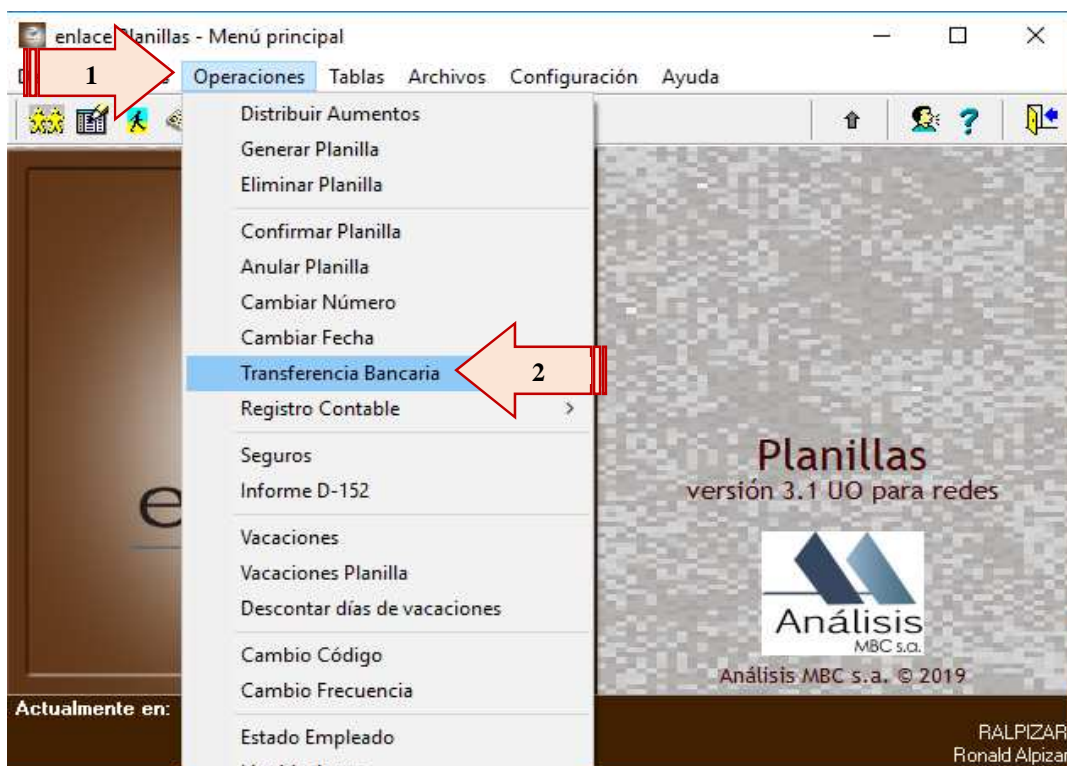 enlace Planillas - Menú principal
1
Operaciones Tablas Archivos Configuración Ayuda
Distribuir Aumentos
Generar Planilla
Eliminar Planilla
Confirmar Planilla
Anular Planilla
Cambiar Número
Cambiar Fecha
Transferencia Bancaria
2
Registro Contable
Seguros
Informe D-152
Vacaciones
Vacaciones Planilla
Descontar días de vacaciones
Cambio Código
Cambio Frecuencia
Estado Empleado
e
Planillas
versión 3.1 UO para redes
Análisis
MBC s.a.
Análisis MBC s.a. © 2019
Actualmente en:
RALPIZAR
Ronald Alpizar